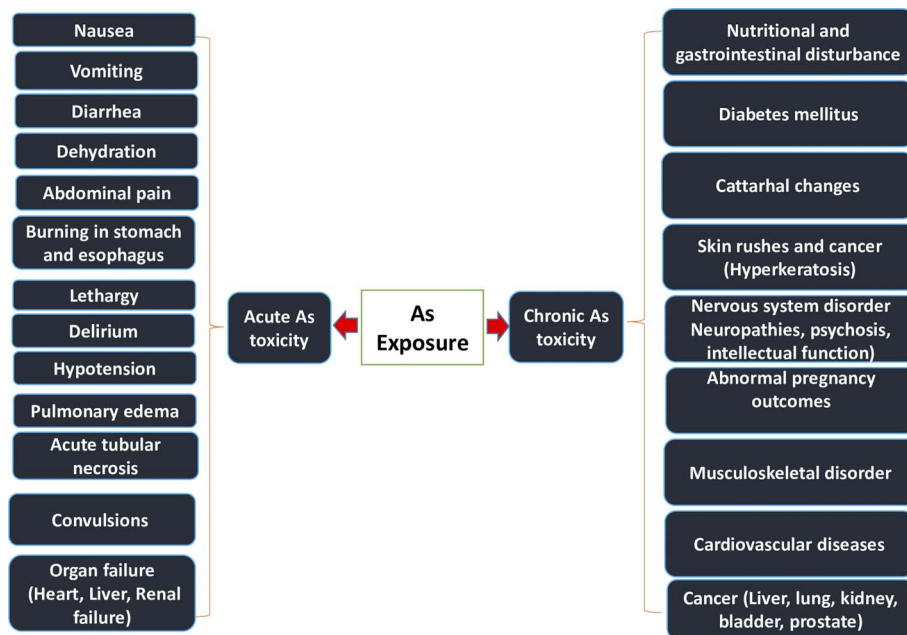 Nausea
Vomiting
Diarrhea
Dehydration
Abdominal pain
Burning in stomach
and esophagus
Lethargy
Delirium
Hypotension
Pulmonary edema
Acute tubular
necrosis
Convulsions
Organ failure
(Heart, Liver, Renal
failure)
Acute As
toxicity
As
Exposure
Chronic As
toxicity
Nutritional and
gastrointestinal disturbance
Diabetes mellitus
Cattarhal changes
Skin rushes and cancer
(Hyperkeratosis)
Nervous system disorder
Neuropathies, psychosis,
intellectual function)
Abnormal pregnancy
outcomes
Musculoskeletal disorder
Cardiovascular diseases
Cancer (Liver, lung, kidney,
bladder, prostate)